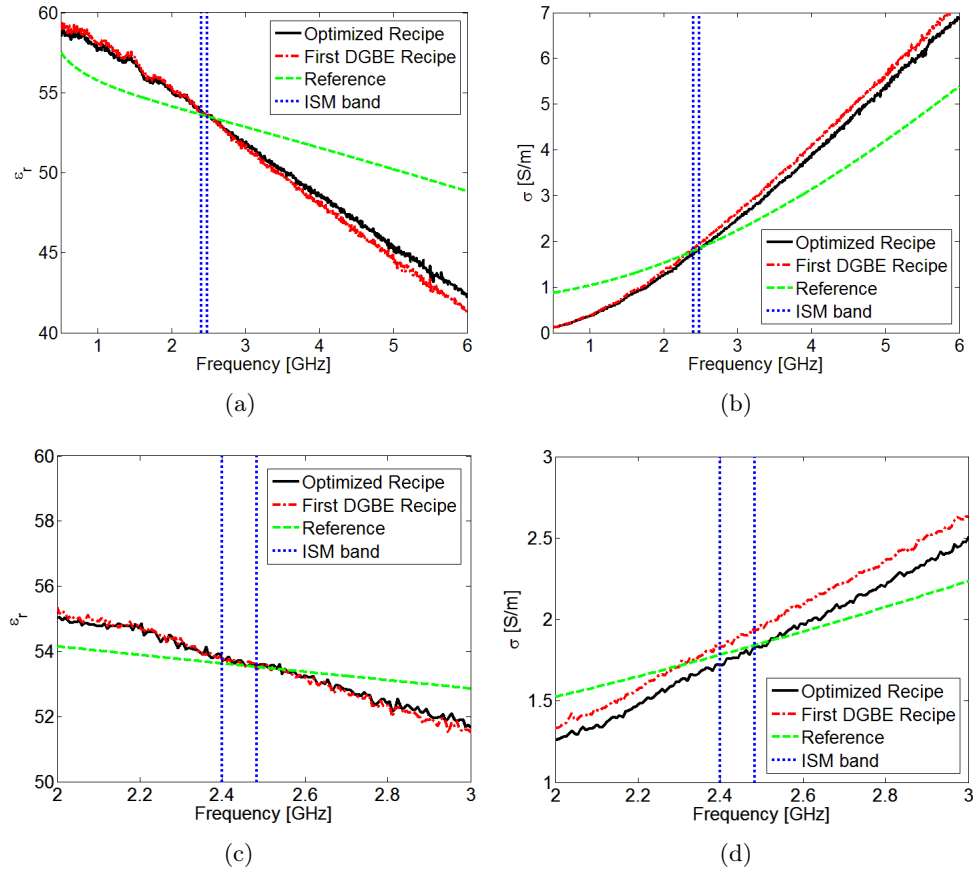 60
55
50
45
40
εr
1
2
3
4
5
6
Frequency [GHz]
Optimized Recipe
First DGBE Recipe
Reference
ISM band
(a)
7
6
5
4
3
2
1
0
σ [S/m]
1
2
3
4
5
6
Frequency [GHz]
Optimized Recipe
First DGBE Recipe
Reference
ISM band
(b)
60
58
56
54
52
50
εr
2
2.2
2.4
2.6
2.8
3
Frequency [GHz]
Optimized Recipe
First DGBE Recipe
Reference
ISM band
(c)
3
2.5
2
1.5
1
σ [S/m]
2
2.2
2.4
2.6
2.8
3
Frequency [GHz]
Optimized Recipe
First DGBE Recipe
Reference
ISM band
(d)